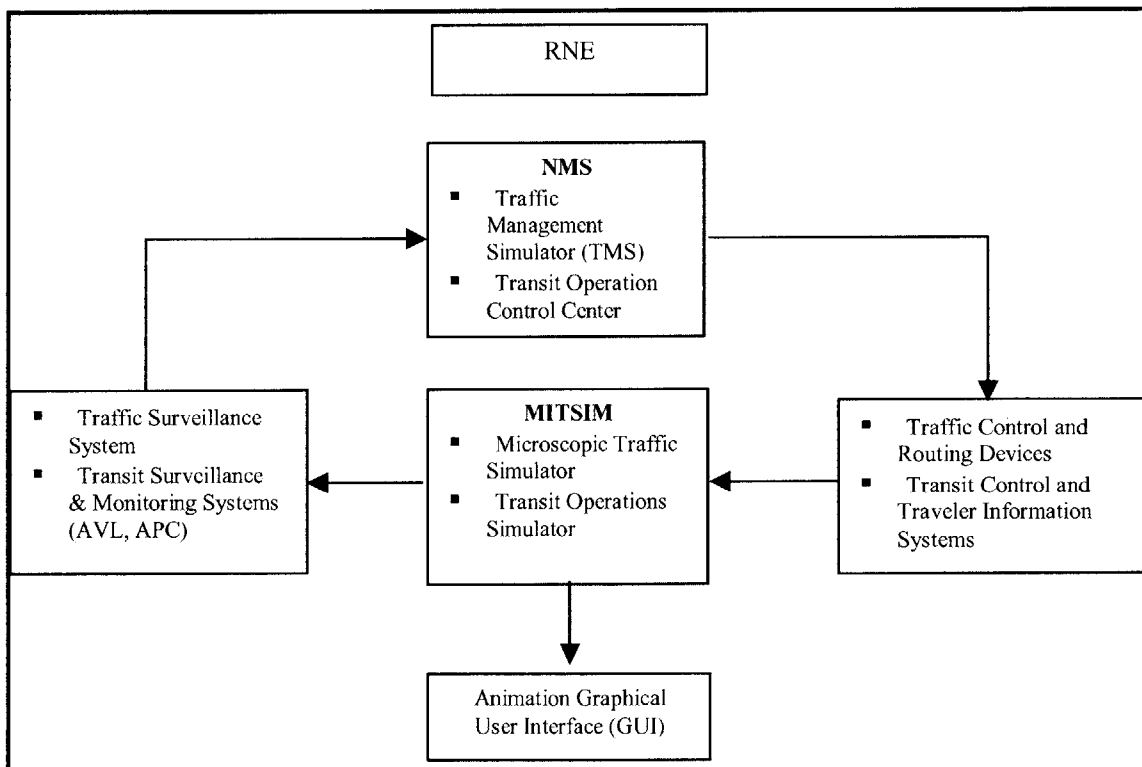 RNE
NMS
▪ Traffic
Management
Simulator (TMS)
▪ Transit Operation
Control Center
▪ Traffic Surveillance
System
▪ Transit Surveillance
& Monitoring Systems
(AVL, APC)
MITSIM
▪ Microscopic Traffic
Simulator
▪ Transit Operations
Simulator
▪ Traffic Control and
Routing Devices
▪ Transit Control and
Traveler Information
Systems
Animation Graphical
User Interface (GUI)